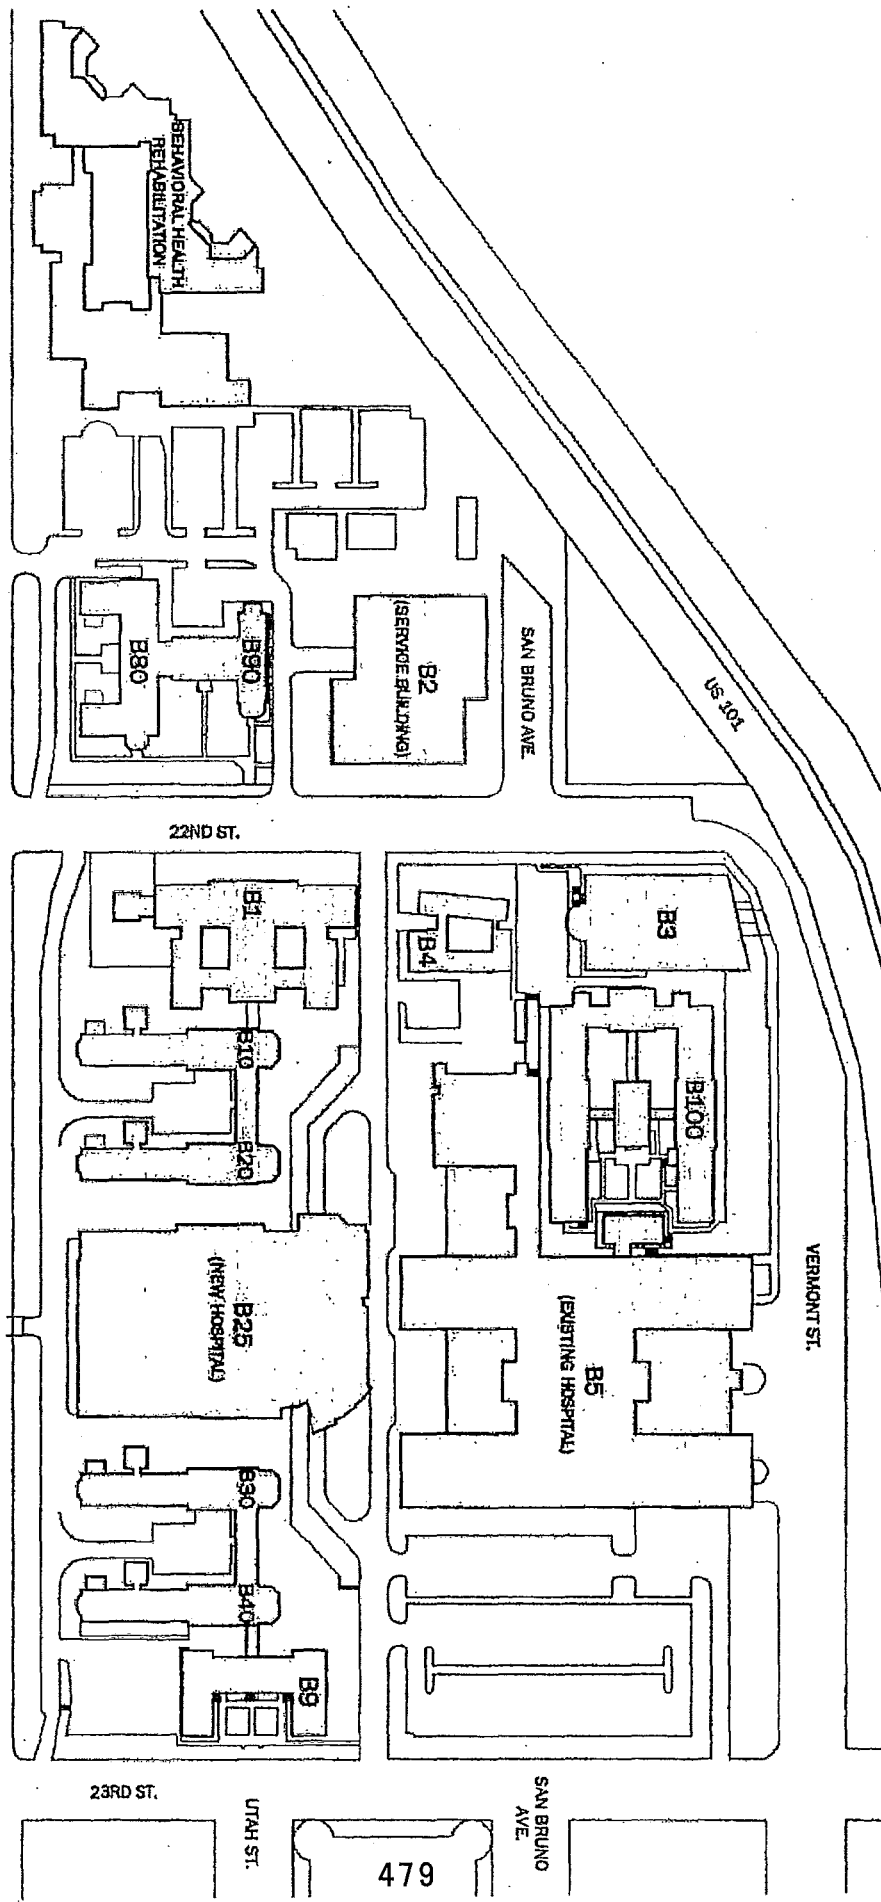 BEHAVIORAL HEALTH
REHABILITATION
B80
B90
B2
(SERVICE BUILDING)
SAN BRUNO AVE.
US 101
22ND ST.
B1
B4
B3
B10
B100
B20
B25
(NEW HOSPITAL)
B5
(EXISTING HOSPITAL)
VERMONT ST.
B30
B40
B9
23RD ST.
UTAH ST.
SAN BRUNO
AVE.
479